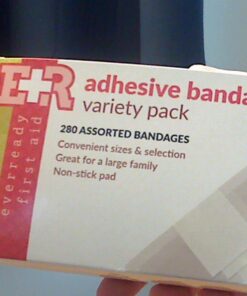 E+R
adhesive banda
variety pack
280 ASSORTED BANDAGES
Convenient sizes & selection
Great for a large family
Non-stick pad
everready
first aid